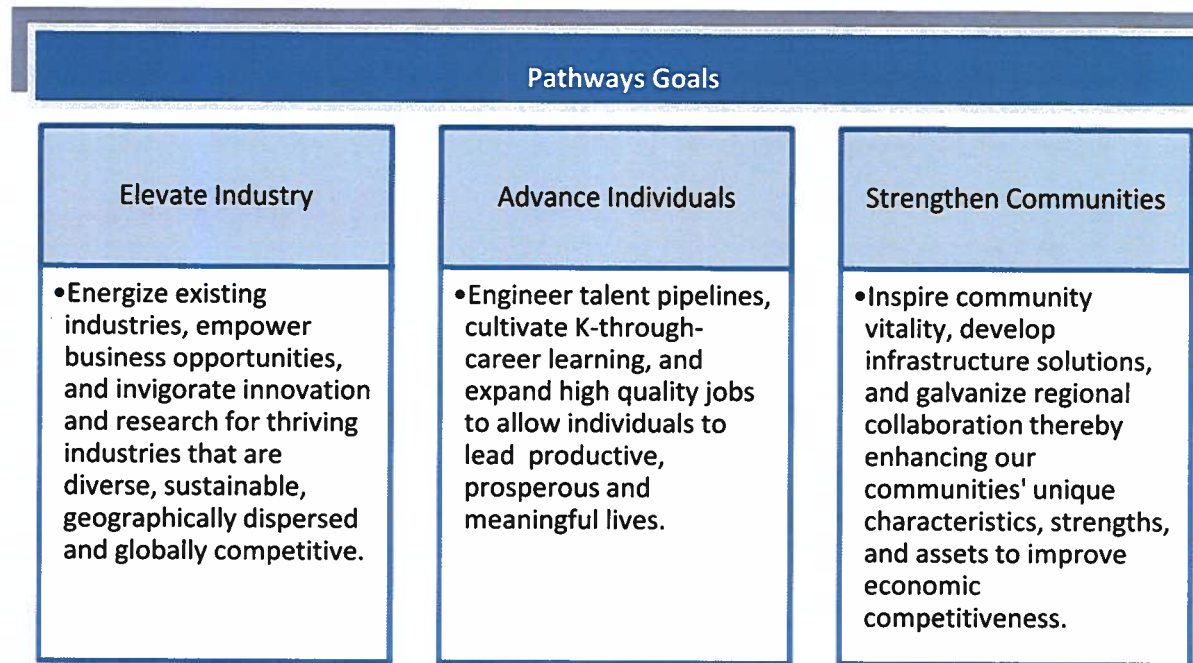 Pathways Goals
Elevate Industry
•Energize existing
industries, empower
business opportunities,
and invigorate innovation
and research for thriving
industries that are
diverse, sustainable,
geographically dispersed
and globally competitive.
Advance Individuals
•Engineer talent pipelines,
cultivate K-through-
career learning, and
expand high quality jobs
to allow individuals to
lead productive,
prosperous and
meaningful lives.
Strengthen Communities
•Inspire community
vitality, develop
infrastructure solutions,
and galvanize regional
collaboration thereby
enhancing our
communities' unique
characteristics, strengths,
and assets to improve
economic
competitiveness.